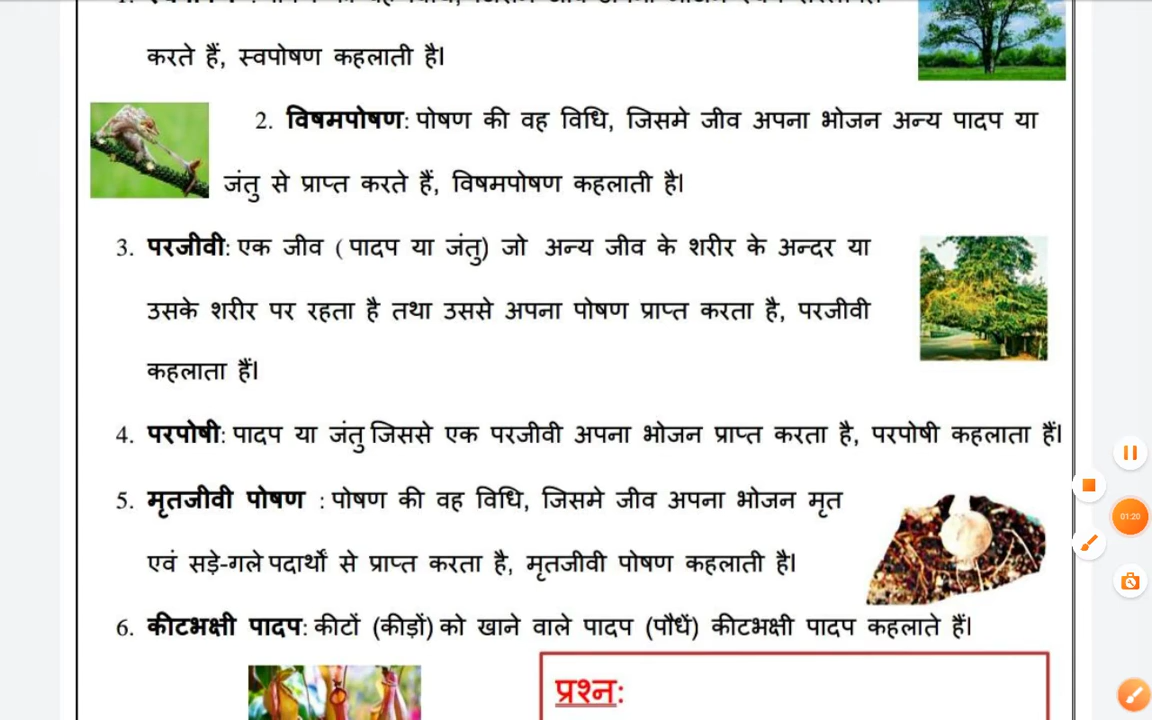 करते हैं, स्वपोषण कहलाती है।
2. विषमपोषण: पोषण की वह विधि, जिसमे जीव अपना भोजन अन्य पादप या
जंतु से प्राप्त करते हैं, विषमपोषण कहलाती है।
3. परजीवी: एक जीव ( पादप या जंतु) जो अन्य जीव के शरीर के अन्दर या
उसके शरीर पर रहता है तथा उससे अपना पोषण प्राप्त करता है, परजीवी
कहलाता हैं।
4. परपोषी: पादप या जंतु जिससे एक परजीवी अपना भोजन प्राप्त करता है, परपोषी कहलाता हैं।
5. मृतजीवी पोषण : पोषण की वह विधि, जिसमे जीव अपना भोजन मृत
एवं सड़े-गले पदार्थों से प्राप्त करता है, मृतजीवी पोषण कहलाती है।
6. कीटभक्षी पादप: कीटों (कीड़ों) को खाने वाले पादप (पौधें) कीटभक्षी पादप कहलाते हैं।
प्रश्न:
01:20